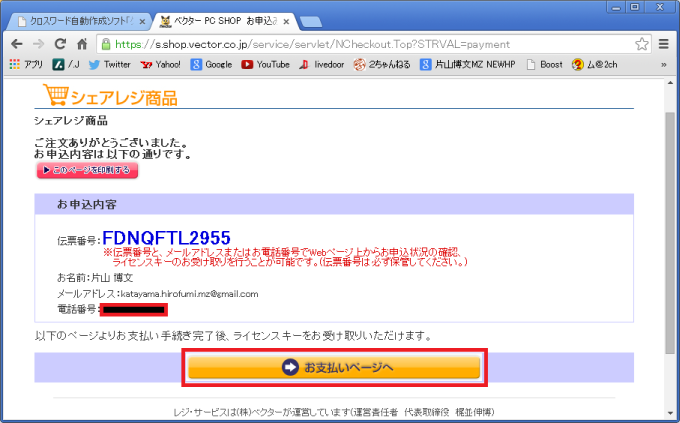 クロスワード自動作成ソフト「
ベクター PC SHOP お申込み
https://s.shop.vector.co.jp/service/servlet/NCheckout.Top?STRVAL=payment
アプリ /.J Twitter Yahoo! Google YouTube livedoor 2ちゃんねる 片山博文MZ NEWHP Boost ム@2ch »
シェアレジ商品
シェアレジ商品
ご注文ありがとうございました。
お申込内容は以下の通りです。
このページを印刷する
お申込内容
伝票番号:FDNQFTL2955
※伝票番号と、メールアドレスまたはお電話番号でWebページ上からお申込状況の確認、
ライセンスキーのお受け取りを行うことが可能です。(伝票番号は必ず保管してください。)
お名前:片山 博文
メールアドレス:katayama.hirofumi.mz@gmail.com
電話番号:
以下のページよりお支払い手続き完了後、ライセンスキーをお受け取りいただけます。
お支払いページへ
レジ・サービスは(株)ベクターが運営しています(運営責任者 代表取締役 梶並伸博)